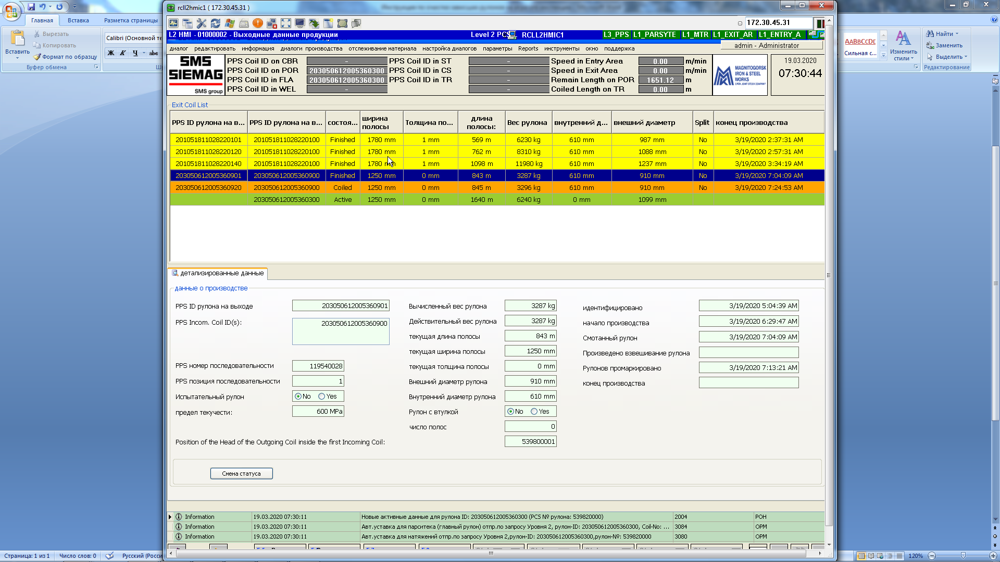 rcll2hmic1 ( 172.30.45.31 )
Главная Вставка Разметка страницы
Вставить
Вырезать
Копировать
Формат по образцу
Буфер обмена
Calibri (Основной те
Ж К Ч abc
172.30.45.31
АаBbCcDc
Сильная с...
Изменить стили
Найти
Заменить
Выделить
Редактирование
L2 HMI - 01000002 - Выходные данные продукции Level 2 PCS RCLL2HMIC1 L3_PPS L1_PARSYTE L1_MTR L1_EXIT_AR L1_ENTRY_A
диалог редактировать информация диалоги производства отслеживание материала настройка диалогов параметры Reports инструменты окно поддержка admin - Administrator
SMS SIEMAG
SMS group
PPS Coil ID on CBR - PPS Coil ID in ST - Speed in Entry Area 0.00 m/min
PPS Coil ID on POR 203050612005360300 PPS Coil ID in CS - Speed in Exit Area 0.00 m/min
PPS Coil ID in FLA 203050612005360300 PPS Coil ID in TR - Remain Length on POR 1651.12 m
PPS Coil ID in WEL - - Coiled Length on TR 0.00 m
MAGNITOGORSK
IRON & STEEL
WORKS
OPEN JOINT STOCK COMPANY
19.03.2020
07:30:44
Exit Coil List
PPS ID рулона на в... PPS ID рулона на в... состоя... ширина полосы Толщина по... длина полосы: Вес рулона внутренний д... внешний диаметр Split конец производства
201051811028220101 201051811028220100 Finished 1780 mm 1 mm 569 m 6230 kg 610 mm 987 mm No 3/19/2020 2:37:31 AM
201051811028220120 201051811028220100 Finished 1780 mm 1 mm 762 m 8310 kg 610 mm 1088 mm No 3/19/2020 2:57:31 AM
201051811028220140 201051811028220100 Finished 1780 mm 1 mm 1098 m 11980 kg 610 mm 1237 mm No 3/19/2020 3:34:19 AM
203050612005360901 203050612005360900 Finished 1250 mm 0 mm 843 m 3287 kg 610 mm 910 mm No 3/19/2020 7:04:09 AM
203050612005360920 203050612005360900 Coiled 1250 mm 0 mm 845 m 3296 kg 610 mm 910 mm No 3/19/2020 7:24:53 AM
203050612005360300 Active 1250 mm 0 mm 1640 m 6240 kg 0 mm 1099 mm
детализированные данные
данные о производстве
PPS ID рулона на выходе 203050612005360901
PPS Incom. Coil ID(s): 203050612005360900
PPS номер последовательности 119540028
PPS позиция последовательности 1
Испытательный рулон No Yes
предел текучести: 600 MPa
Вычисленный вес рулона 3287 kg
Действительный вес рулона 3287 kg
текущая длина полосы 843 m
текущая ширина полосы 1250 mm
текущая толщина полосы 0 mm
Внешний диаметр рулона 910 mm
Внутренний диаметр рулона 610 mm
Рулон с втулкой No Yes
число полос 0
Position of the Head of the Outgoing Coil inside the first Incoming Coil: 539800001
идентифицировано 3/19/2020 5:04:39 AM
начало производства 3/19/2020 6:29:47 AM
Смотанный рулон 3/19/2020 7:04:09 AM
Произведено взвешивание рулона
Рулонов промаркировано 3/19/2020 7:13:21 AM
конец производства
Смена статуса
Information 19.03.2020 07:30:11 Новые активные данные для рулона ID: 203050612005360300 (PCS № рулона: 539820000) 2004 POH
Information 19.03.2020 07:30:11 Авт.уставка для парситека (главный рулон) отпр.по запросу Уровня 2, рулон-ID: 203050612005360300, Coil-No: ... 3084 OPM
Information 19.03.2020 07:30:11 Авт.уставка для натяжений отпр.по запросу Уровня 2,рулон-ID: 203050612005360300,рулон-№: 539820000 3080 OPM
Страница: 1 из 1 Число слов: 0 Русский (Росси 120%